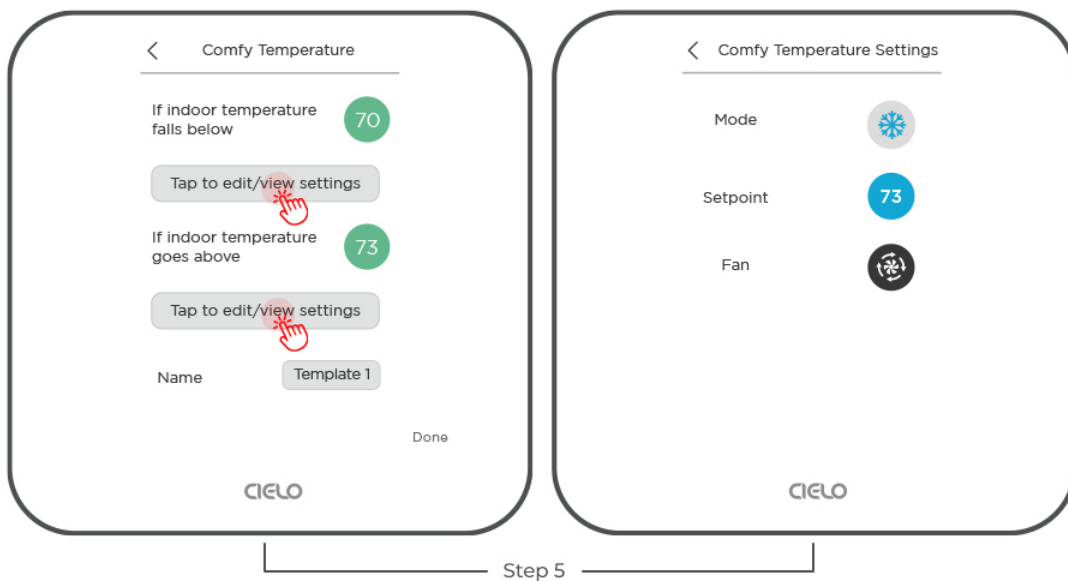 Comfy Temperature
If indoor temperature
falls below
70
Tap to edit/view settings
If indoor temperature
goes above
73
Tap to edit/view settings
Name
Template 1
Done
CIELO
Comfy Temperature Settings
Mode
Setpoint
73
Fan
CIELO
Step 5